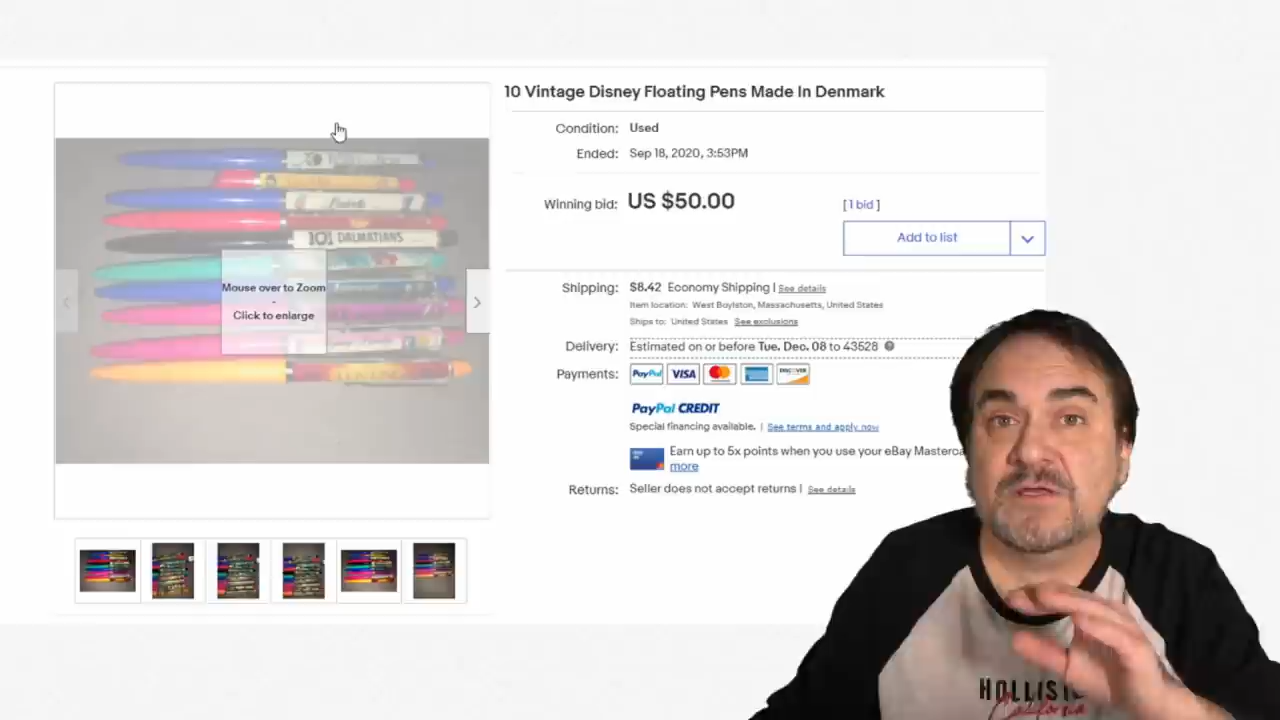 10 Vintage Disney Floating Pens Made In Denmark
Condition: Used
Ended: Sep 18, 2020, 3:53PM
Winning bid: US $50.00 [ 1 bid ]
Add to list
Shipping: $8.42 Economy Shipping | See details
Item location: West Boylston, Massachusetts, United States
Ships to: United States See exclusions
Delivery: Estimated on or before Tue. Dec. 08 to 43528
Payments: PayPal VISA DISCOVER
PayPal CREDIT
Special financing available. | See terms and apply now
Earn up to 5x points when you use your eBay Masterca
more
Returns: Seller does not accept returns | See details
101 DALMATIANS
Mouse over to Zoom
-
Click to enlarge
HOLLIST
California